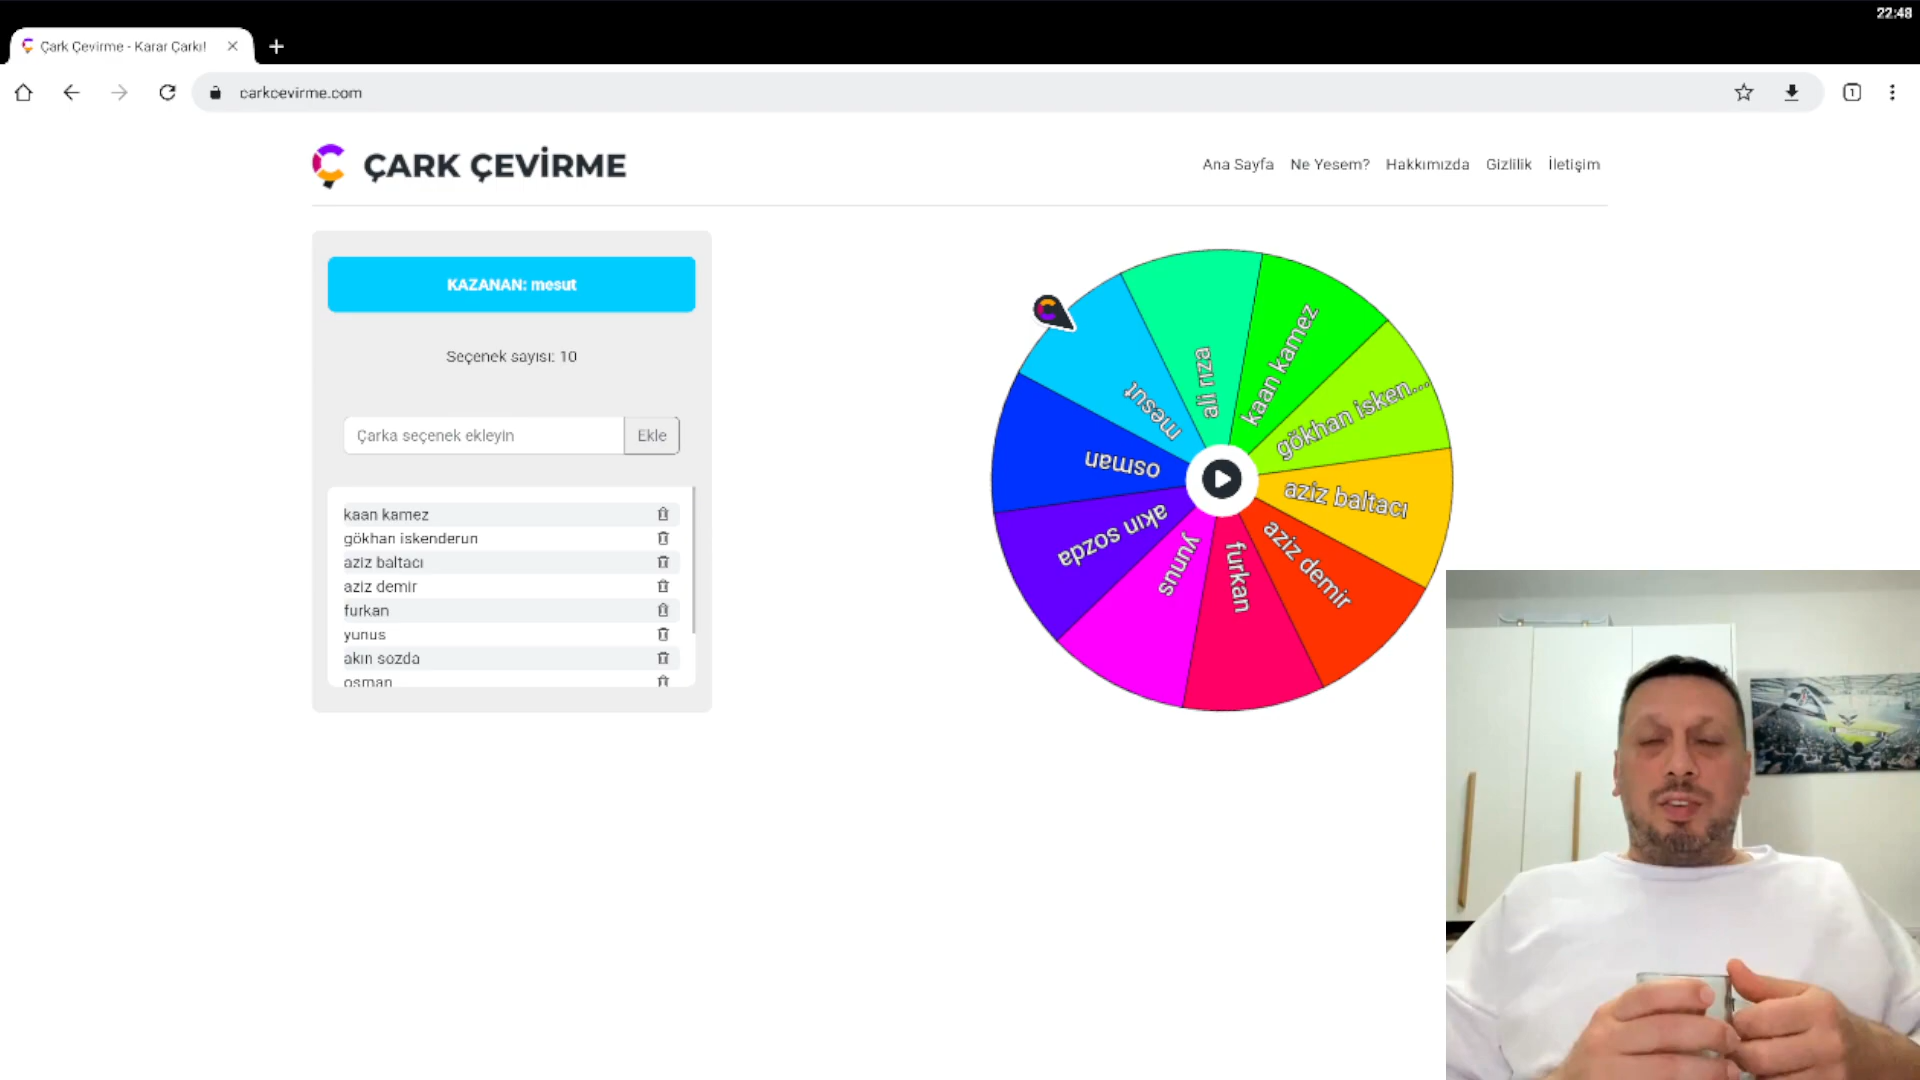 22:48
Çark Çevirme - Karar Çarkı!
carkcevirme.com
ÇARK ÇEVİRME
Ana Sayfa Ne Yesem? Hakkımızda Gizlilik İletişim
KAZANAN: mesut
Seçenek sayısı: 10
Çarka seçenek ekleyin Ekle
kaan kamez
gökhan iskenderun
aziz baltacı
aziz demir
furkan
yunus
akın sozda
osman
ali rıza
kaan kamez
gökhan isken...
aziz baltacı
aziz demir
furkan
yunus
akın sozda
osman
mesut
1